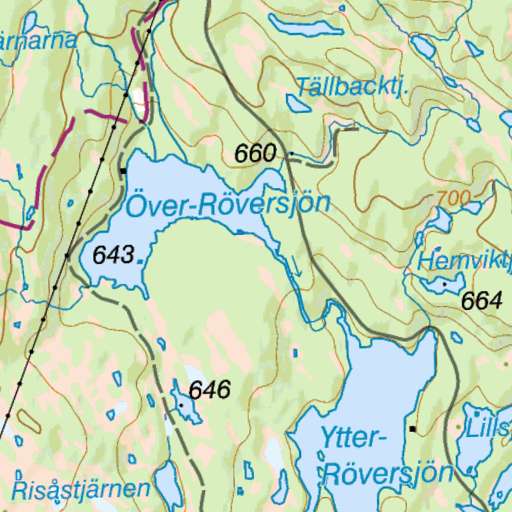 ärnarna
Tällbacktj.
660
Över-Röversjön
700
643
Hemviktj
664
646
Ytter-
Röversjön
Lills
Risåstjärnen